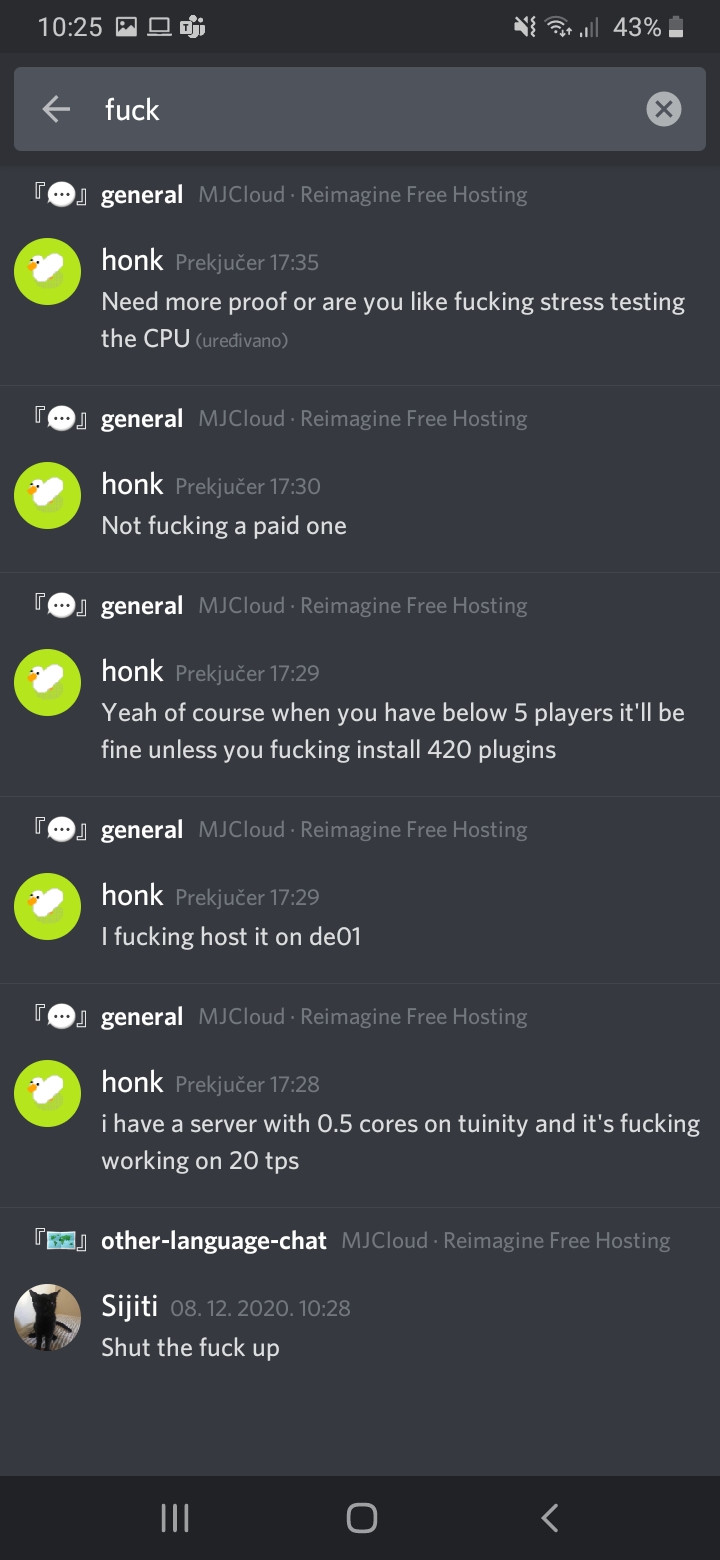 10:25 43%
fuck
『💬』 general MJCloud · Reimagine Free Hosting
honk Prekjučer 17:35
Need more proof or are you like fucking stress testing
the CPU (uređivano)
『💬』 general MJCloud · Reimagine Free Hosting
honk Prekjučer 17:30
Not fucking a paid one
『💬』 general MJCloud · Reimagine Free Hosting
honk Prekjučer 17:29
Yeah of course when you have below 5 players it'll be
fine unless you fucking install 420 plugins
『💬』 general MJCloud · Reimagine Free Hosting
honk Prekjučer 17:29
I fucking host it on de01
『💬』 general MJCloud · Reimagine Free Hosting
honk Prekjučer 17:28
i have a server with 0.5 cores on tuinity and it's fucking
working on 20 tps
『🗺️』 other-language-chat MJCloud · Reimagine Free Hosting
Sijiti 08. 12. 2020. 10:28
Shut the fuck up